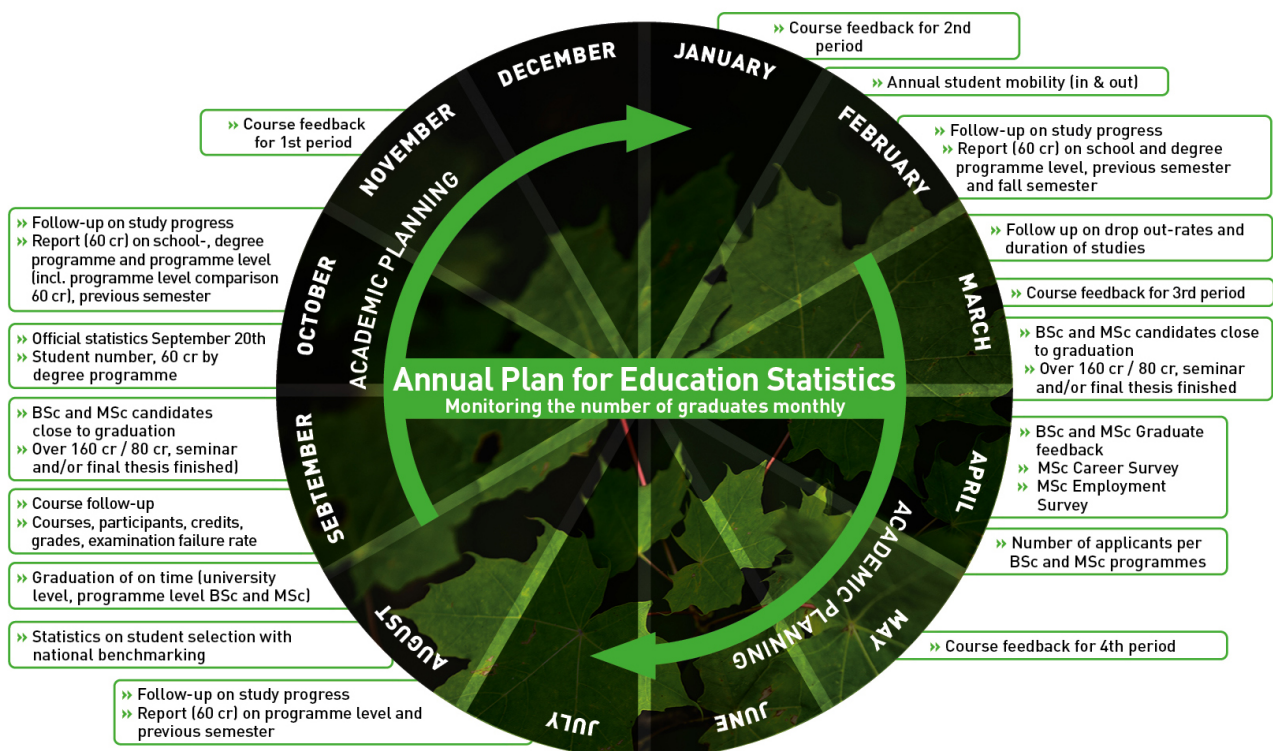 DECEMBER
JANUARY
FEBRUARY
MARCH
APRIL
MAY
JUNE
JULY
AUGUST
SEBTEMBER
OCTOBER
NOVEMBER
ACADEMIC PLANNING
ACADEMIC PLANNING
Annual Plan for Education Statistics
Monitoring the number of graduates monthly
» Course feedback for 2nd
period
» Annual student mobility (in & out)
» Follow-up on study progress
» Report (60 cr) on school and degree
programme level, previous semester
and fall semester
» Follow up on drop out-rates and
duration of studies
» Course feedback for 3rd period
» BSc and MSc candidates close
to graduation
» Over 160 cr / 80 cr, seminar
and/or final thesis finished
» BSc and MSc Graduate
feedback
» MSc Career Survey
» MSc Employment
Survey
» Number of applicants per
BSc and MSc programmes
» Course feedback for 4th period
» Follow-up on study progress
» Report (60 cr) on programme level and
previous semester
» Statistics on student selection with
national benchmarking
» Graduation of on time (university
level, programme level BSc and MSc)
» Course follow-up
» Courses, participants, credits,
grades, examination failure rate
» BSc and MSc candidates
close to graduation
» Over 160 cr / 80 cr, seminar
and/or final thesis finished)
» Official statistics September 20th
» Student number, 60 cr by
degree programme
» Follow-up on study progress
» Report (60 cr) on school-, degree
programme and programme level
(incl. programme level comparison
60 cr), previous semester
» Course feedback
for 1st period